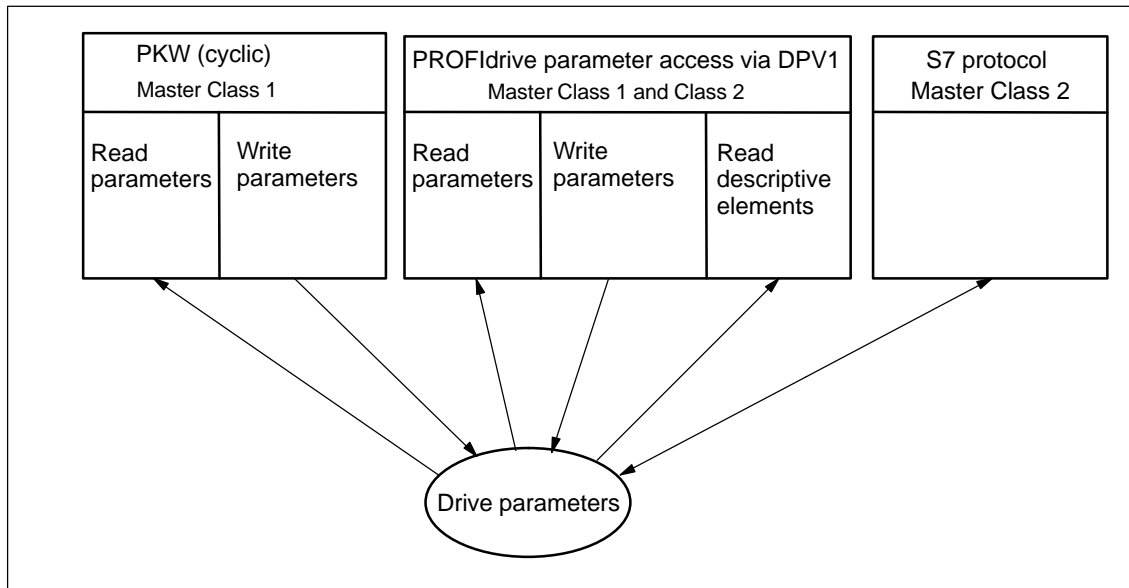 PKW (cyclic)
Master Class 1
Read
parameters
Write
parameters
PROFIdrive parameter access via DPV1
Master Class 1 and Class 2
Read
parameters
Write
parameters
Read
descriptive
elements
S7 protocol
Master Class 2
Drive parameters